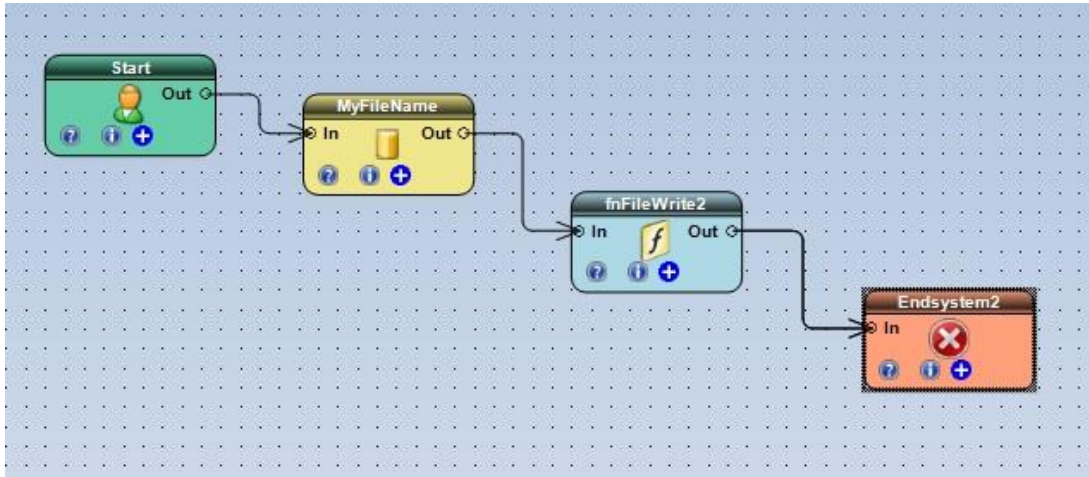 Start
Out
MyFileName
In
Out
fnFileWrite2
In
Out
Endsystem2
In